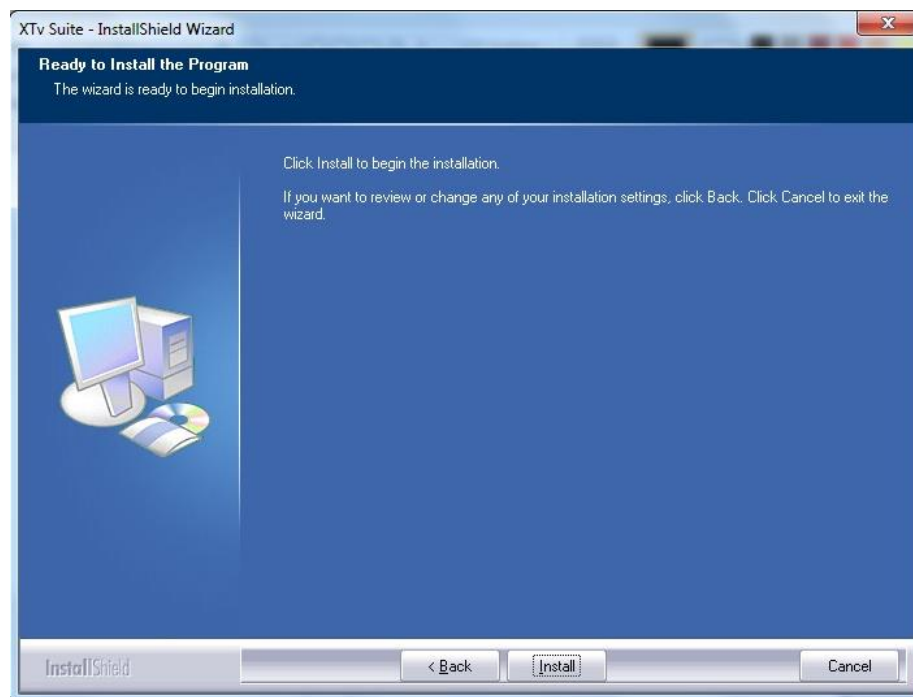 XTv Suite - InstallShield Wizard
Ready to Install the Program
The wizard is ready to begin installation.
Click Install to begin the installation.
If you want to review or change any of your installation settings, click Back. Click Cancel to exit the
wizard.
InstallShield
< Back Install Cancel